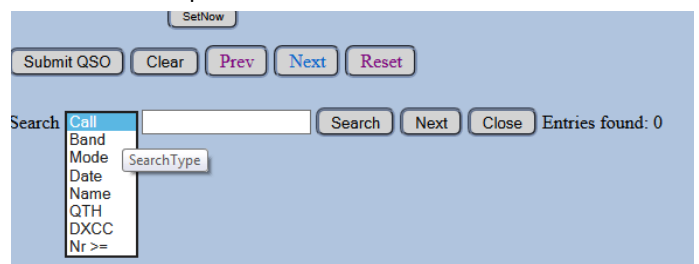 SetNow
Submit QSO Clear Prev Next Reset
Search Call Search Next Close Entries found: 0
Band
Mode SearchType
Date
Name
QTH
DXCC
Nr >=